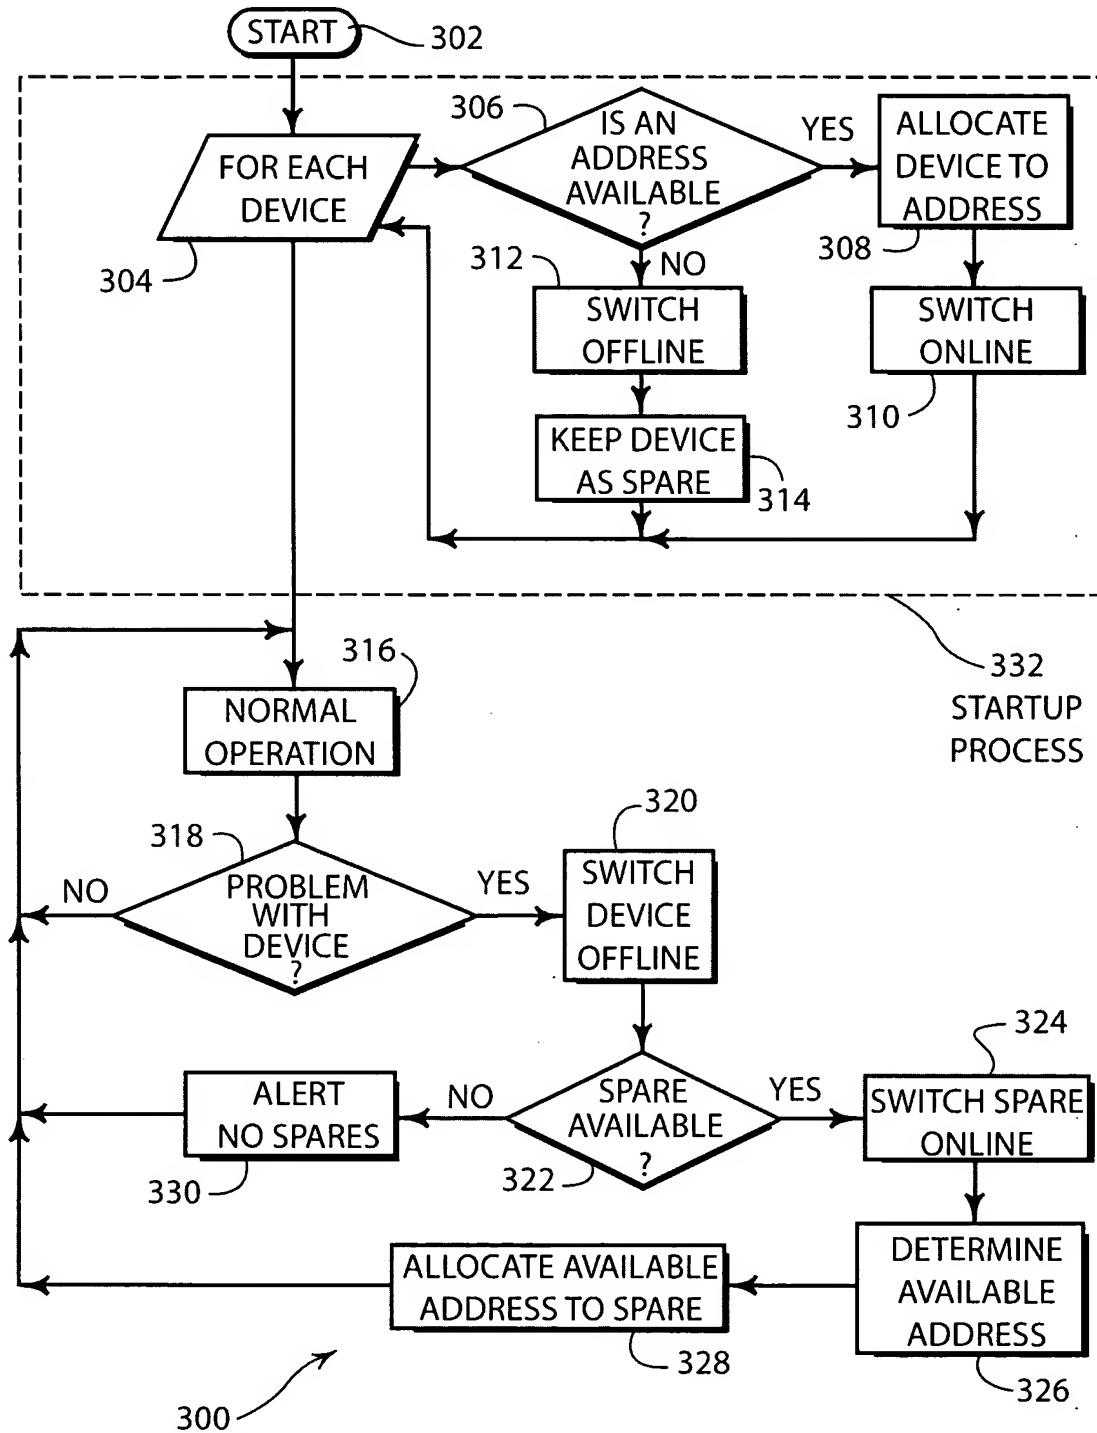 START
302
FOR EACH
DEVICE
304
306
IS AN
ADDRESS
AVAILABLE
?
YES
ALLOCATE
DEVICE TO
ADDRESS
308
312
NO
SWITCH
OFFLINE
SWITCH
ONLINE
310
KEEP DEVICE
AS SPARE
314
332
STARTUP
PROCESS
316
NORMAL
OPERATION
318
NO
PROBLEM
WITH
DEVICE
?
YES
320
SWITCH
DEVICE
OFFLINE
322
SPARE
AVAILABLE
?
NO
YES
324
SWITCH SPARE
ONLINE
ALERT
NO SPARES
330
DETERMINE
AVAILABLE
ADDRESS
326
ALLOCATE AVAILABLE
ADDRESS TO SPARE
328
300